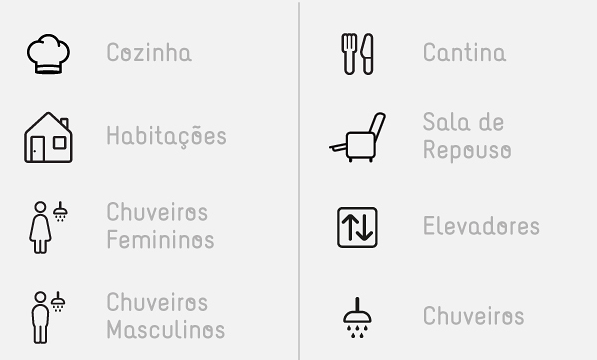 Cozinha
Habitações
Chuveiros
Femininos
Chuveiros
Masculinos
Cantina
Sala de
Repouso
Elevadores
Chuveiros